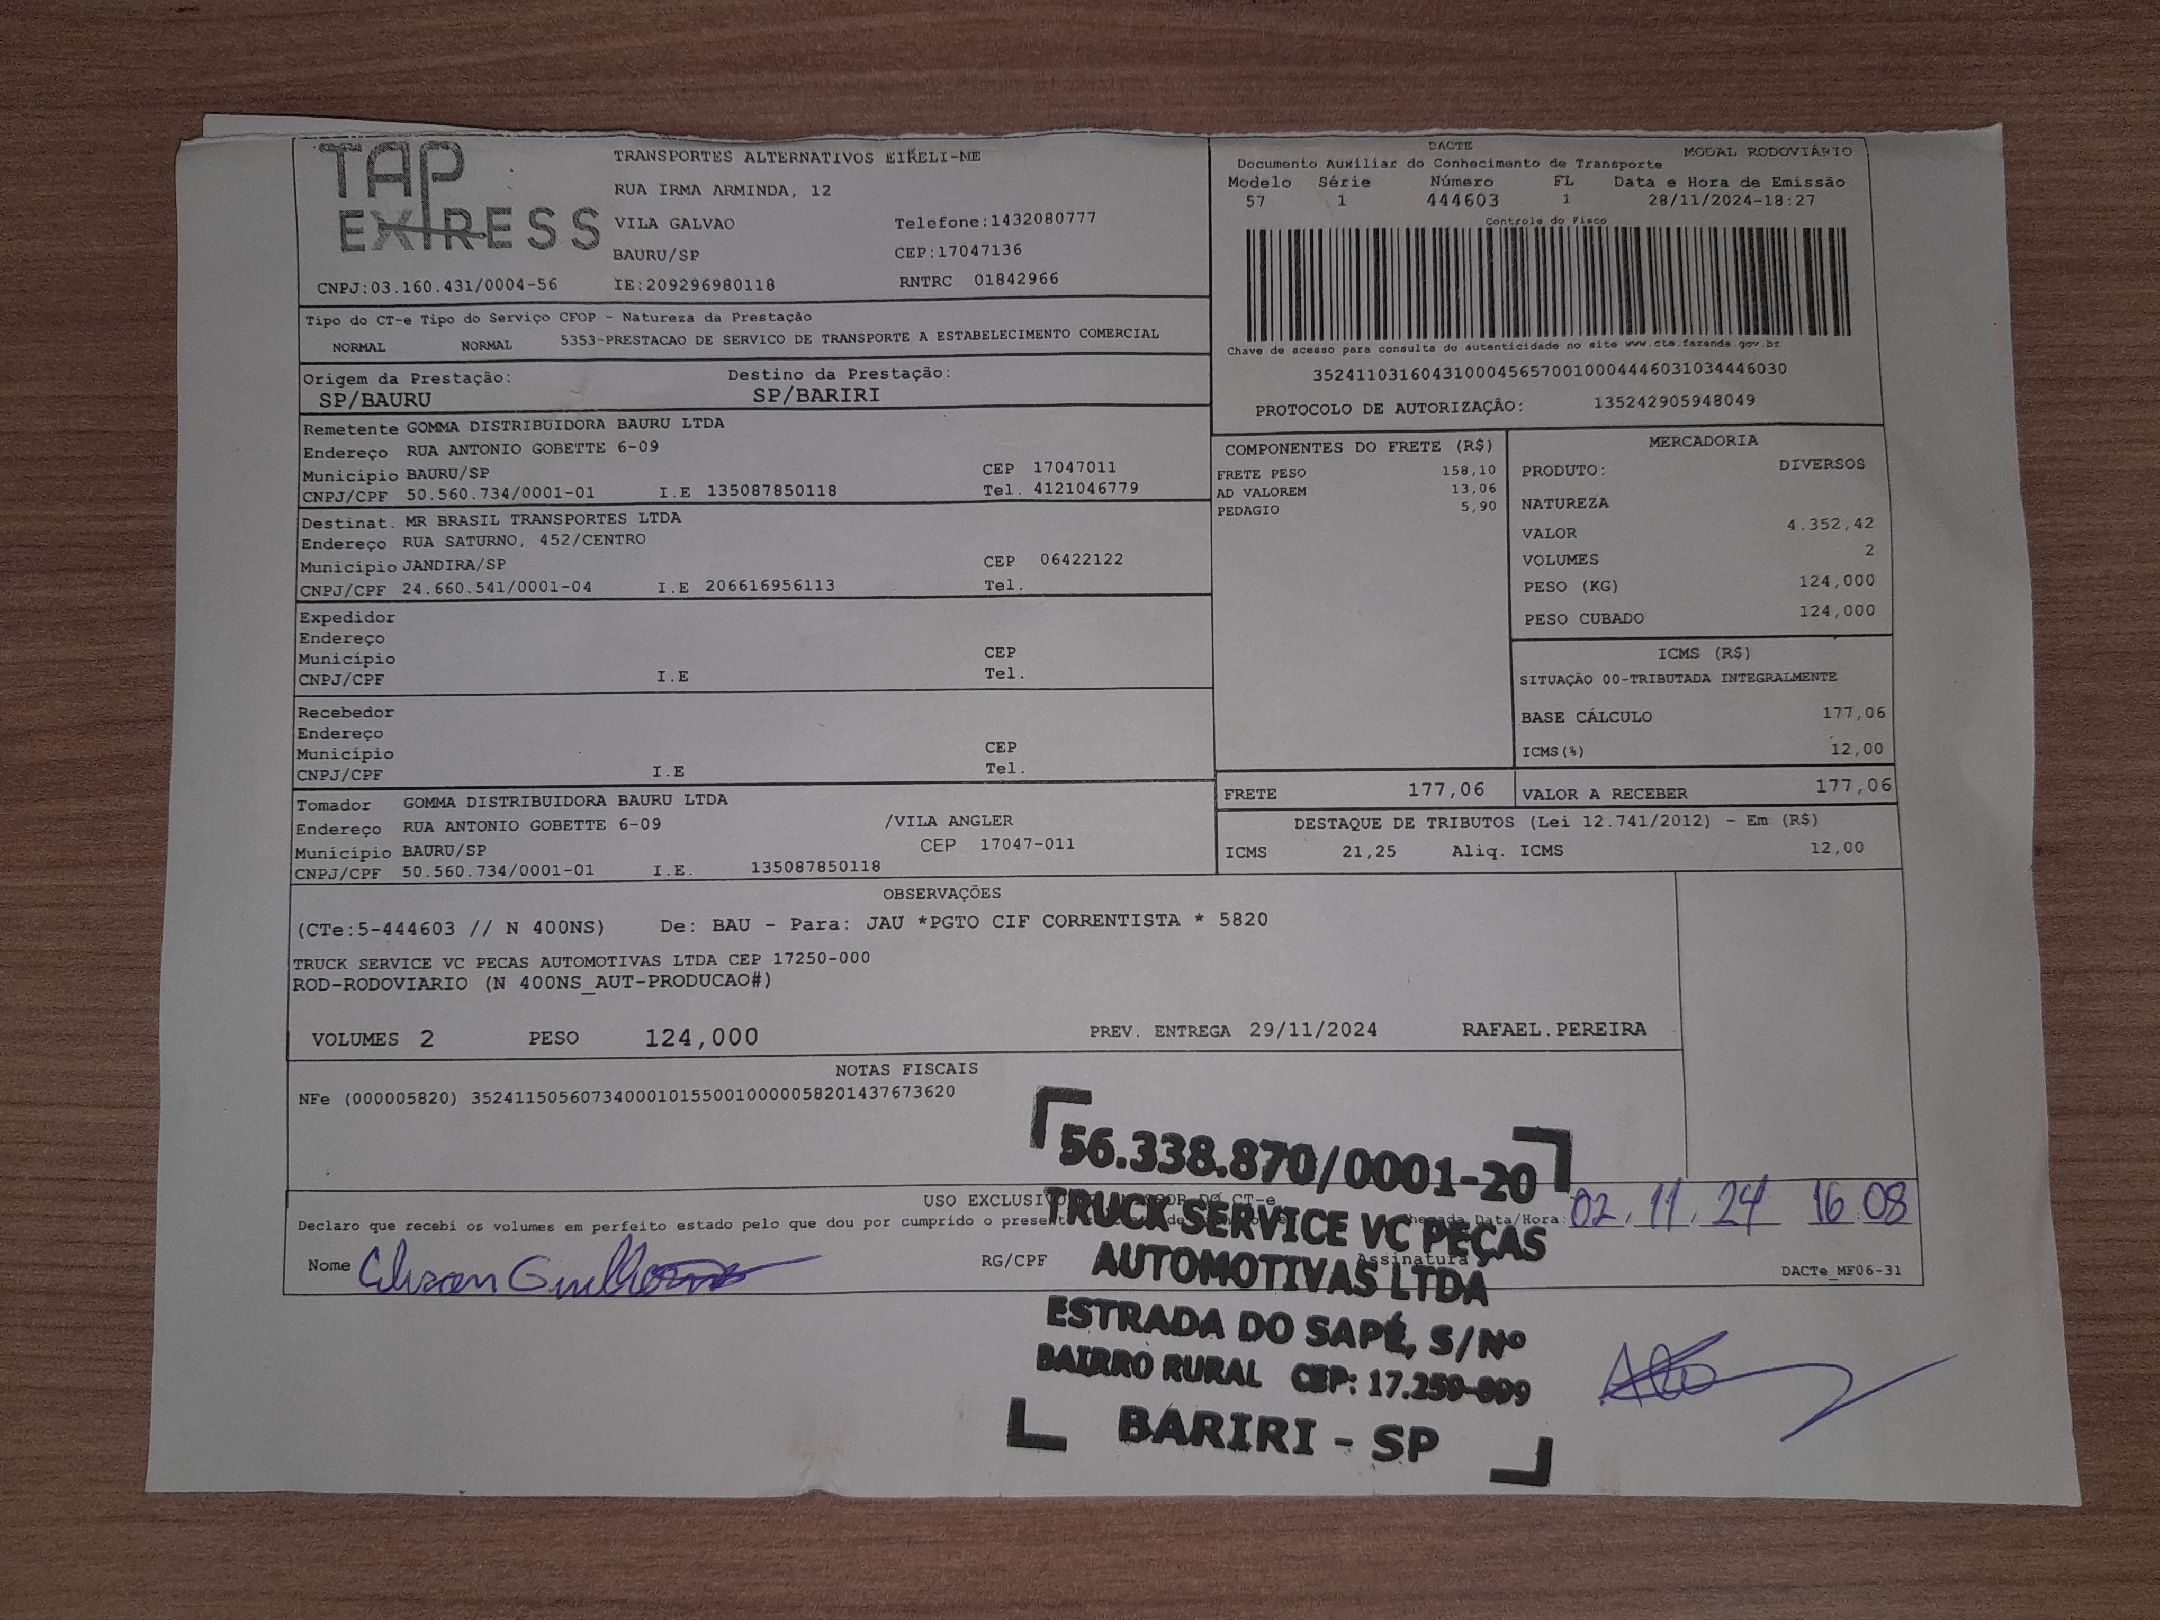 TAP
EXPRESS
TRANSPORTES ALTERNATIVOS EIRELI-ME
RUA IRMA ARMINDA, 12
VILA GALVAO Telefone:1432080777
BAURU/SP CEP:17047136
CNPJ:03.160.431/0004-56 IE:209296980118 RNTRC 01842966
DACTE
Documento Auxiliar do Conhecimento de Transporte MODAL RODOVIÁRIO
Modelo Série Número FL Data e Hora de Emissão
57 1 444603 1 28/11/2024-18:27
Controle do Fisco
Chave de acesso para consulta de autenticidade no site www.cte.fazenda.gov.br
35241103160431000456570010004446031034446030
PROTOCOLO DE AUTORIZAÇÃO: 135242905948049
Tipo do CT-e Tipo do Serviço CFOP - Natureza da Prestação
NORMAL NORMAL 5353-PRESTACAO DE SERVICO DE TRANSPORTE A ESTABELECIMENTO COMERCIAL
Origem da Prestação: Destino da Prestação:
SP/BAURU SP/BARIRI
Remetente GOMMA DISTRIBUIDORA BAURU LTDA
Endereço RUA ANTONIO GOBETTE 6-09
Município BAURU/SP CEP 17047011
CNPJ/CPF 50.560.734/0001-01 I.E 135087850118 Tel. 4121046779
Destinat. MR BRASIL TRANSPORTES LTDA
Endereço RUA SATURNO, 452/CENTRO
Município JANDIRA/SP CEP 06422122
CNPJ/CPF 24.660.541/0001-04 I.E 206616956113 Tel.
Expedidor
Endereço
Município CEP
CNPJ/CPF I.E Tel.
Recebedor
Endereço
Município CEP
CNPJ/CPF I.E Tel.
Tomador GOMMA DISTRIBUIDORA BAURU LTDA
Endereço RUA ANTONIO GOBETTE 6-09 /VILA ANGLER
Município BAURU/SP CEP 17047-011
CNPJ/CPF 50.560.734/0001-01 I.E. 135087850118
COMPONENTES DO FRETE (R$)
FRETE PESO 158,10
AD VALOREM 13,06
PEDAGIO 5,90
MERCADORIA
PRODUTO: DIVERSOS
NATUREZA
VALOR 4.352,42
VOLUMES 2
PESO (KG) 124,000
PESO CUBADO 124,000
ICMS (R$)
SITUAÇÃO 00-TRIBUTADA INTEGRALMENTE
BASE CÁLCULO 177,06
ICMS(%) 12,00
FRETE 177,06 VALOR A RECEBER 177,06
DESTAQUE DE TRIBUTOS (Lei 12.741/2012) - Em (R$)
ICMS 21,25 Aliq. ICMS 12,00
OBSERVAÇÕES
(CTe:5-444603 // N 400NS) De: BAU - Para: JAU *PGTO CIF CORRENTISTA * 5820
TRUCK SERVICE VC PECAS AUTOMOTIVAS LTDA CEP 17250-000
ROD-RODOVIARIO (N 400NS_AUT-PRODUCAO#)
VOLUMES 2 PESO 124,000 PREV. ENTREGA 29/11/2024 RAFAEL.PEREIRA
NOTAS FISCAIS
NFe (000005820) 35241150560734000101550010000058201437673620
USO EXCLUSIVO DO CT-e
Declaro que recebi os volumes em perfeito estado pelo que dou por cumprido o presente Data/Hora: 02.11.24 16 08
Nome Guilherme RG/CPF Assinatura
DACTe_MF06-31
56.338.870/0001-20
TRUCK SERVICE VC PEÇAS
AUTOMOTIVAS LTDA
ESTRADA DO SAPÉ, S/Nº
BAIRRO RURAL CEP: 17.259-899
BARIRI - SP